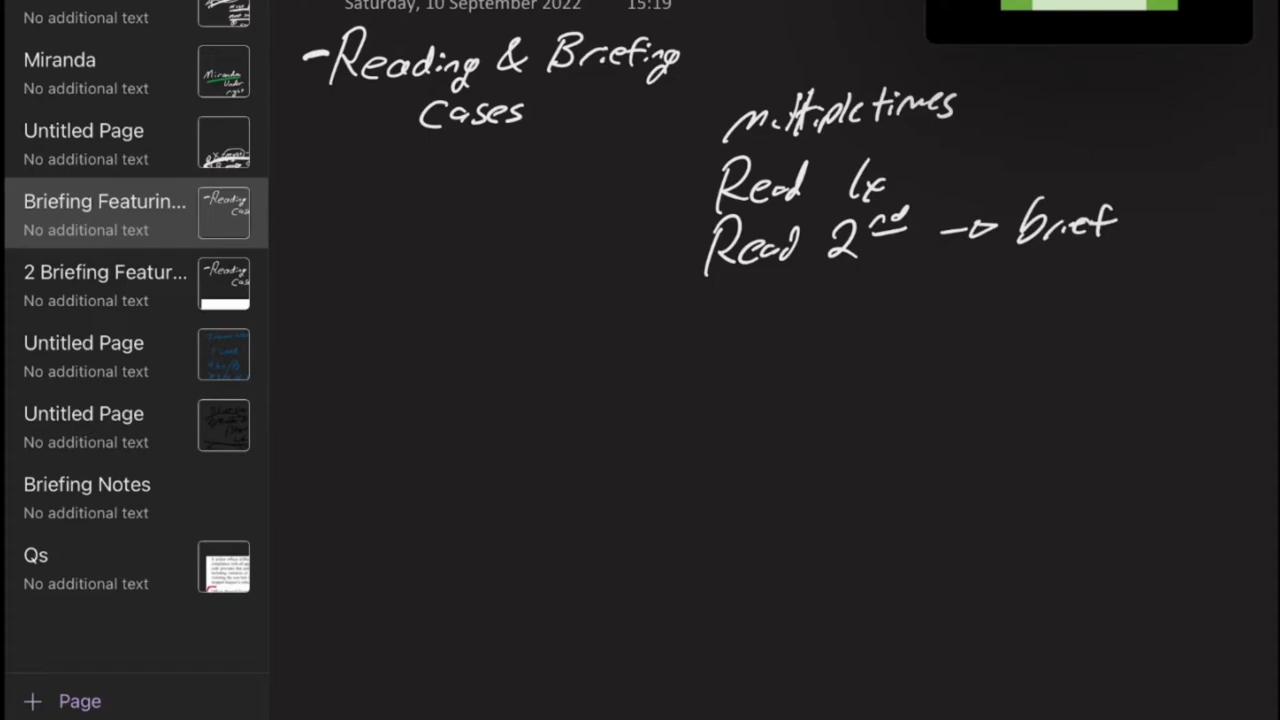 No additional text
Miranda
No additional text
Untitled Page
No additional text
Briefing Featurin...
No additional text
2 Briefing Featur...
No additional text
Untitled Page
No additional text
Untitled Page
No additional text
Briefing Notes
No additional text
Qs
No additional text
+ Page
Saturday, 10 September 2022 15:19
-Reading & Briefing
Cases
multiple times
Read 1x
Read 2nd → brief